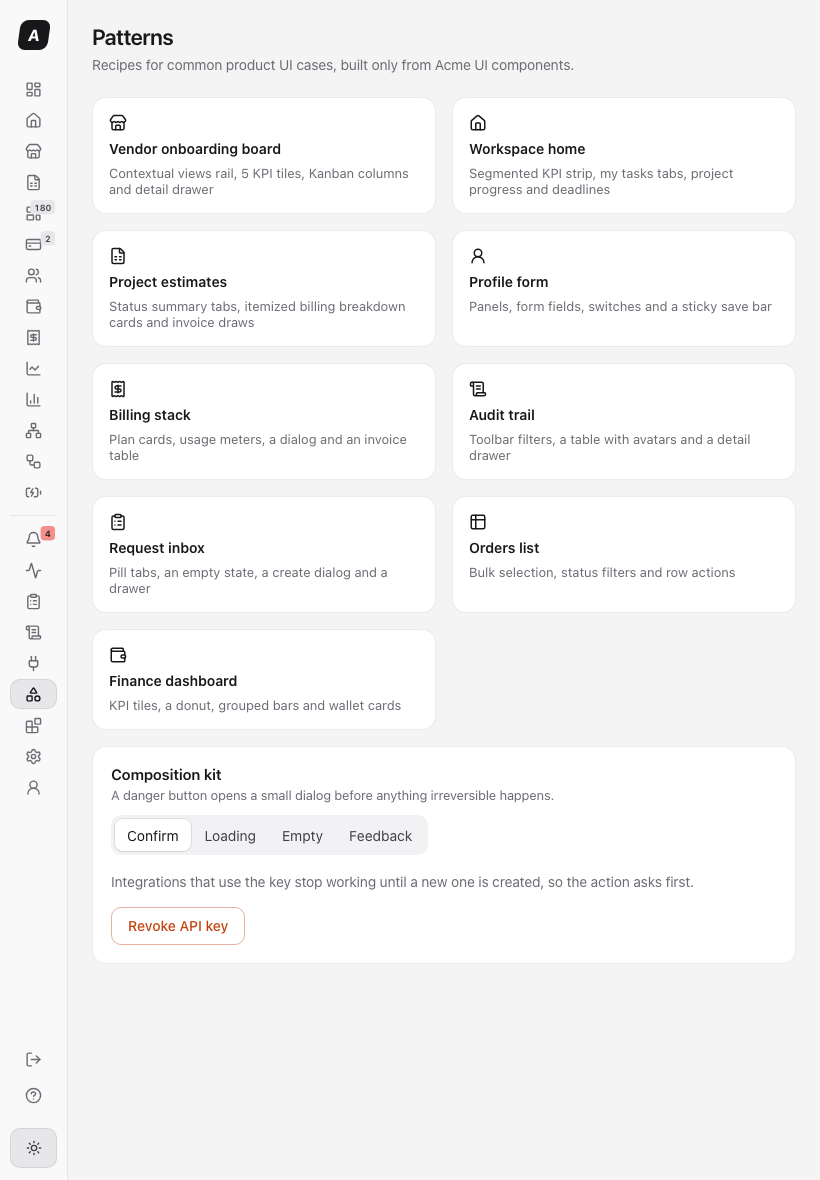 A
Patterns
Recipes for common product UI cases, built only from Acme UI components.
180
2
4
Vendor onboarding board
Contextual views rail, 5 KPI tiles, Kanban columns
and detail drawer
Workspace home
Segmented KPI strip, my tasks tabs, project
progress and deadlines
Project estimates
Status summary tabs, itemized billing breakdown
cards and invoice draws
Profile form
Panels, form fields, switches and a sticky save bar
Billing stack
Plan cards, usage meters, a dialog and an invoice
table
Audit trail
Toolbar filters, a table with avatars and a detail
drawer
Request inbox
Pill tabs, an empty state, a create dialog and a
drawer
Orders list
Bulk selection, status filters and row actions
Finance dashboard
KPI tiles, a donut, grouped bars and wallet cards
Composition kit
A danger button opens a small dialog before anything irreversible happens.
Confirm Loading Empty Feedback
Integrations that use the key stop working until a new one is created, so the action asks first.
Revoke API key